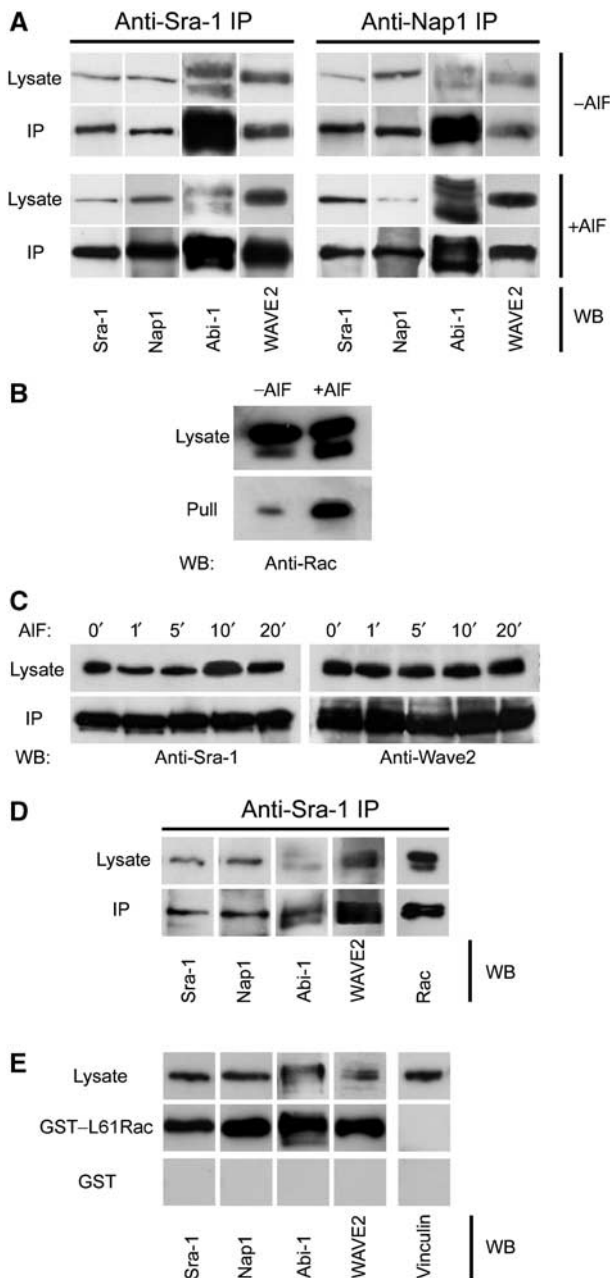 A
Anti-Sra-1 IP Anti-Nap1 IP
Lysate
IP
–AlF
Lysate
IP
+AlF
Sra-1 Nap1 Abi-1 WAVE2 Sra-1 Nap1 Abi-1 WAVE2 WB
B
–AlF +AlF
Lysate
Pull
WB: Anti-Rac
C
AlF: 0′ 1′ 5′ 10′ 20′ 0′ 1′ 5′ 10′ 20′
Lysate
IP
WB: Anti-Sra-1 Anti-Wave2
D
Anti-Sra-1 IP
Lysate
IP
Sra-1 Nap1 Abi-1 WAVE2 Rac WB
E
Lysate
GST–L61Rac
GST
Sra-1 Nap1 Abi-1 WAVE2 Vinculin WB